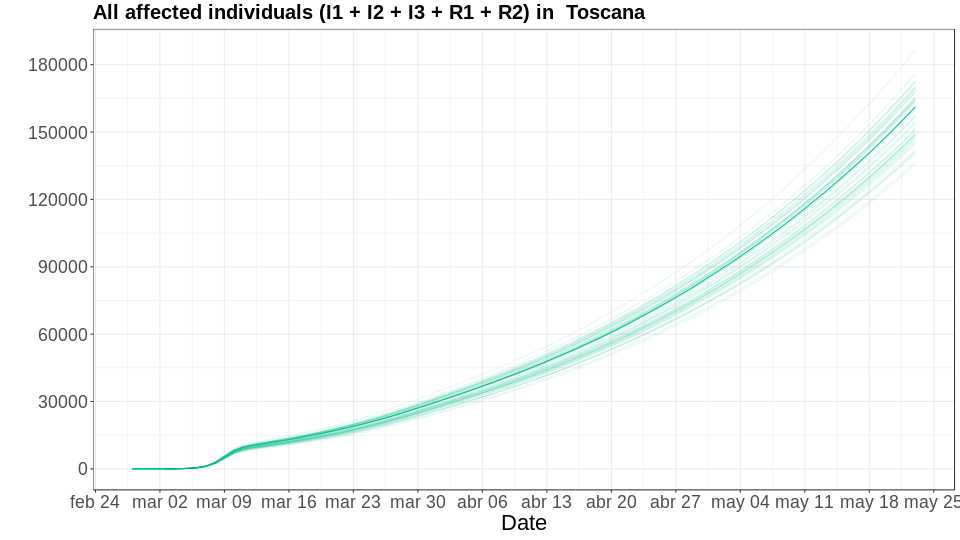 All affected individuals (I1 + I2 + I3 + R1 + R2) in  Toscana
180000
150000
120000
90000
60000
30000
0
feb 24 mar 02 mar 09 mar 16 mar 23 mar 30 abr 06 abr 13 abr 20 abr 27 may 04 may 11 may 18 may 25
Date